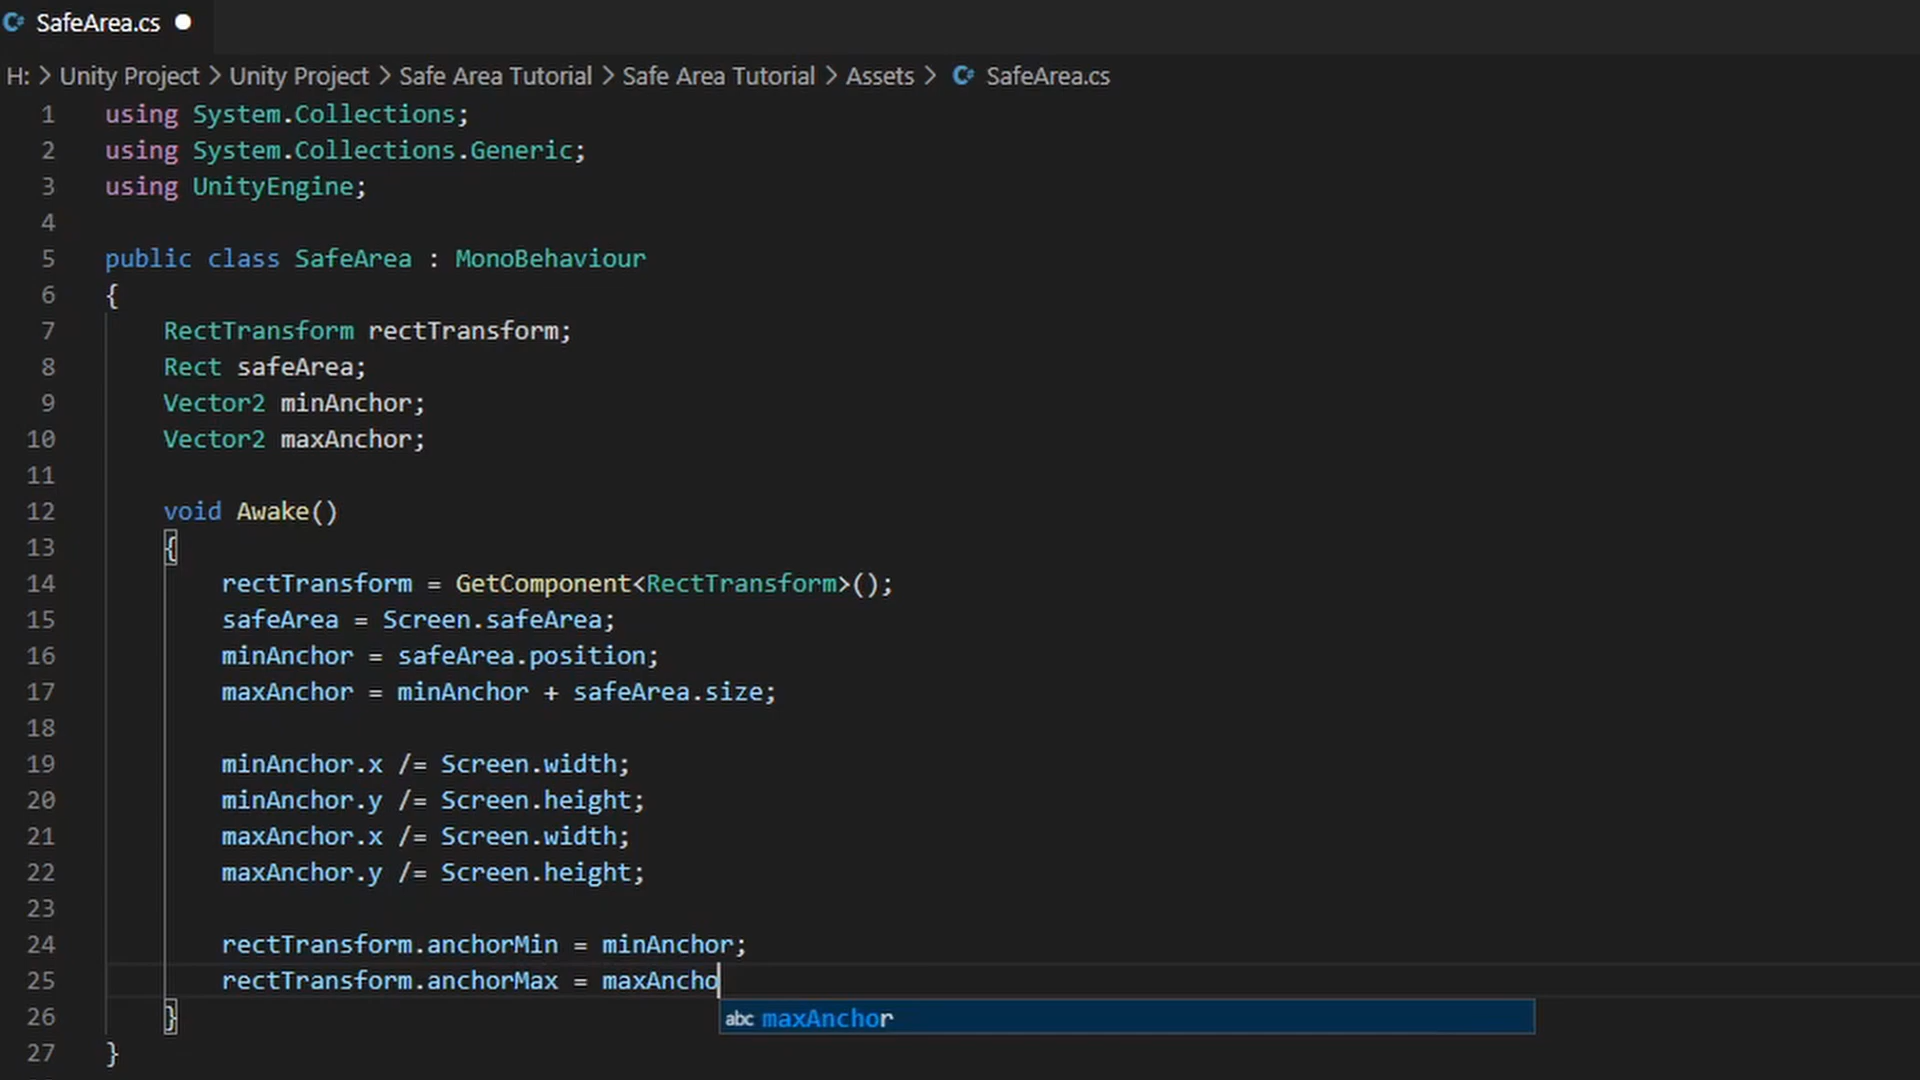 SafeArea.cs
H: > Unity Project > Unity Project > Safe Area Tutorial > Safe Area Tutorial > Assets > SafeArea.cs
1 using System.Collections;
2 using System.Collections.Generic;
3 using UnityEngine;
4
5 public class SafeArea : MonoBehaviour
6 {
7 RectTransform rectTransform;
8 Rect safeArea;
9 Vector2 minAnchor;
10 Vector2 maxAnchor;
11
12 void Awake()
13 {
14 rectTransform = GetComponent<RectTransform>();
15 safeArea = Screen.safeArea;
16 minAnchor = safeArea.position;
17 maxAnchor = minAnchor + safeArea.size;
18
19 minAnchor.x /= Screen.width;
20 minAnchor.y /= Screen.height;
21 maxAnchor.x /= Screen.width;
22 maxAnchor.y /= Screen.height;
23
24 rectTransform.anchorMin = minAnchor;
25 rectTransform.anchorMax = maxAncho
26 }
abc maxAnchor
27 }